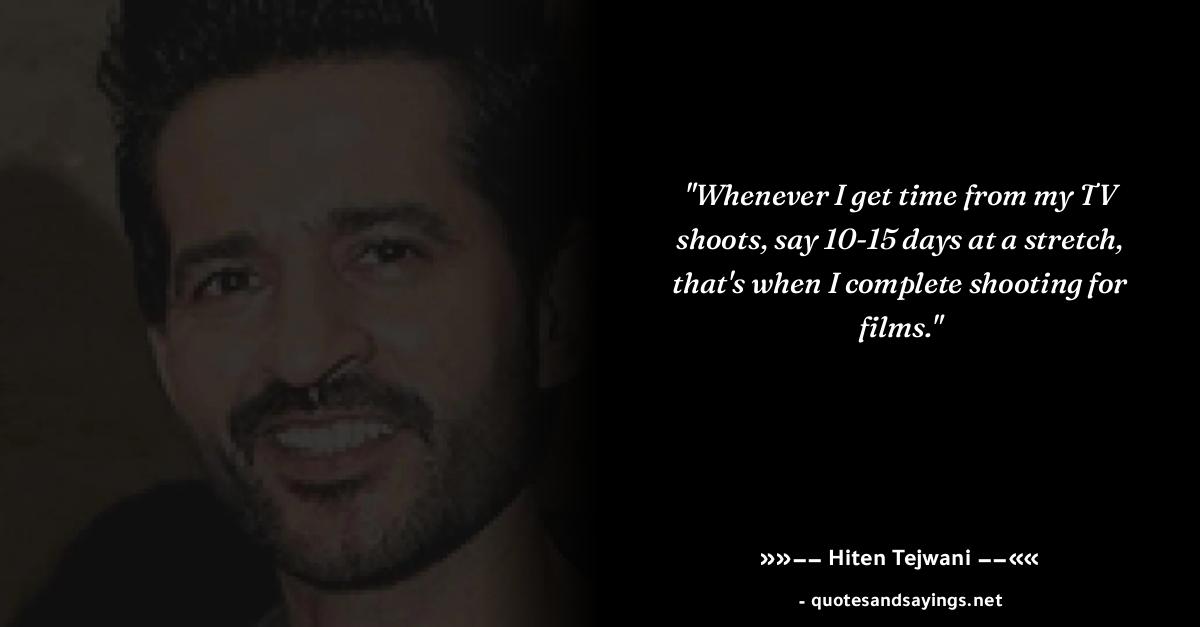 "Whenever I get time from my TV
shoots, say 10-15 days at a stretch,
that's when I complete shooting for
films."
»»−− Hiten Tejwani −−««
- quotesandsayings.net